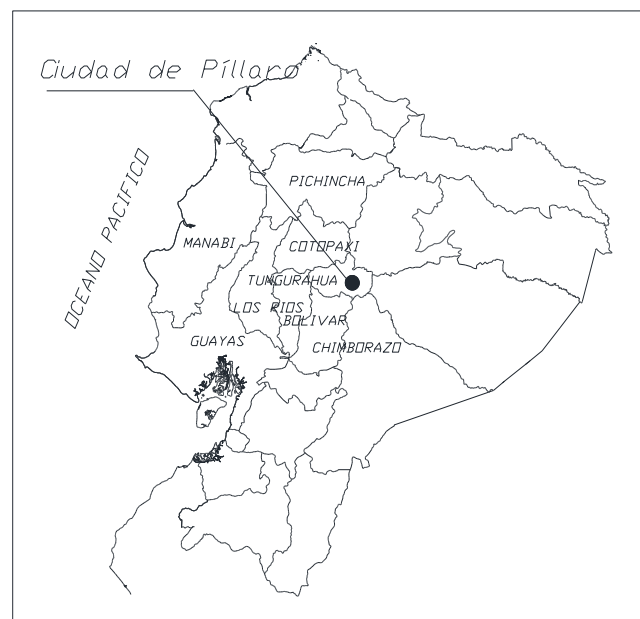 Ciudad de Píllaro
OCEANO PACIFICO
PICHINCHA
MANABI
COTOPAXI
TUNGURAHUA
LOS RIOS
BOLIVAR
GUAYAS
CHIMBORAZO